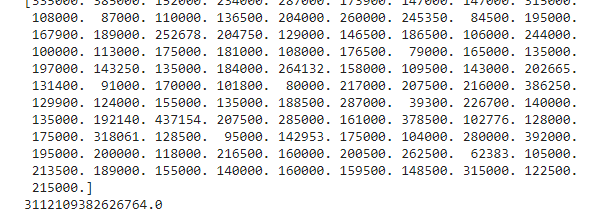 [335000. 385000. 152000. 234000. 287000. 173900. 147000. 147000. 315000.
108000. 87000. 110000. 136500. 204000. 260000. 245350. 84500. 195000.
167900. 189000. 252678. 204750. 129000. 146500. 186500. 106000. 244000.
100000. 113000. 175000. 181000. 108000. 176500. 79000. 165000. 135000.
197000. 143250. 135000. 184000. 264132. 158000. 109500. 143000. 202665.
131400. 91000. 170000. 101800. 80000. 217000. 207500. 216000. 386250.
129900. 124000. 155000. 135000. 188500. 287000. 39300. 226700. 140000.
135000. 192140. 437154. 207500. 285000. 161000. 378500. 102776. 128000.
175000. 318061. 128500. 95000. 142953. 175000. 104000. 280000. 392000.
195000. 200000. 118000. 216500. 160000. 200500. 262500. 62383. 105000.
213500. 189000. 155000. 140000. 160000. 159500. 148500. 315000. 122500.
215000.]
3112109382626764.0